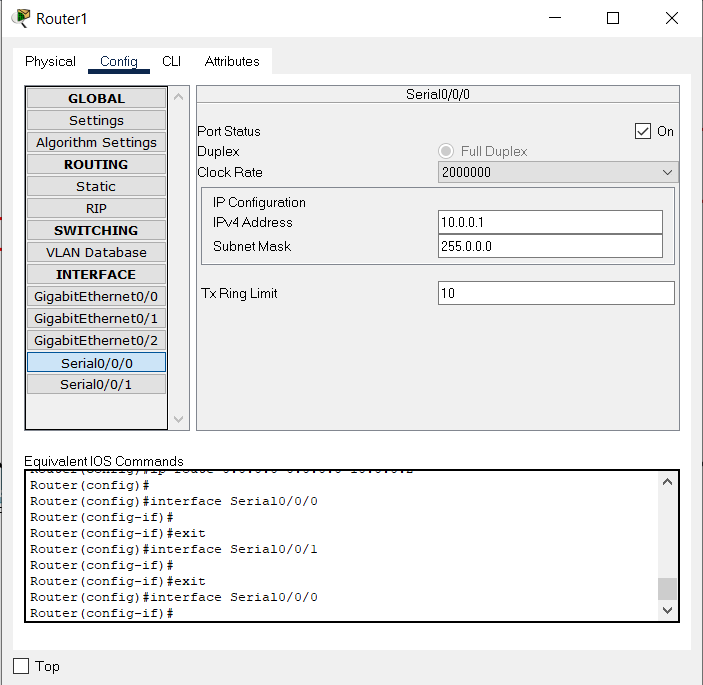 Router1
Physical Config CLI Attributes
GLOBAL
Settings
Algorithm Settings
ROUTING
Static
RIP
SWITCHING
VLAN Database
INTERFACE
GigabitEthernet0/0
GigabitEthernet0/1
GigabitEthernet0/2
Serial0/0/0
Serial0/0/1
Serial0/0/0
Port Status On
Duplex Full Duplex
Clock Rate 2000000
IP Configuration
IPv4 Address 10.0.0.1
Subnet Mask 255.0.0.0
Tx Ring Limit 10
Equivalent IOS Commands
Router(config)#
Router(config)#interface Serial0/0/0
Router(config-if)#
Router(config-if)#exit
Router(config)#interface Serial0/0/1
Router(config-if)#
Router(config-if)#exit
Router(config)#interface Serial0/0/0
Router(config-if)#
Top